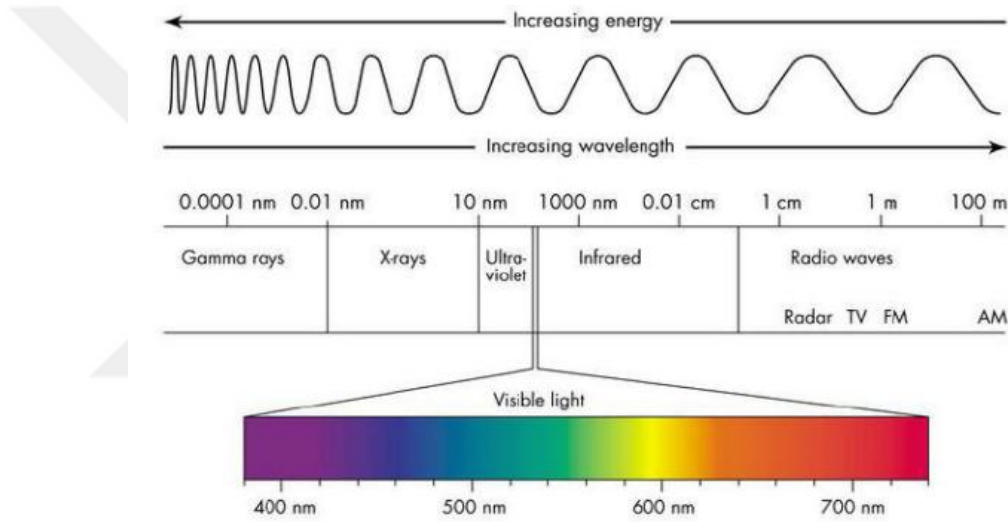 Increasing energy
Increasing wavelength
0.0001 nm 0.01 nm 10 nm 1000 nm 0.01 cm 1 cm 1 m 100 m
Gamma rays X-rays Ultra- Infrared Radio waves
violet
Radar TV FM AM
Visible light
400 nm 500 nm 600 nm 700 nm